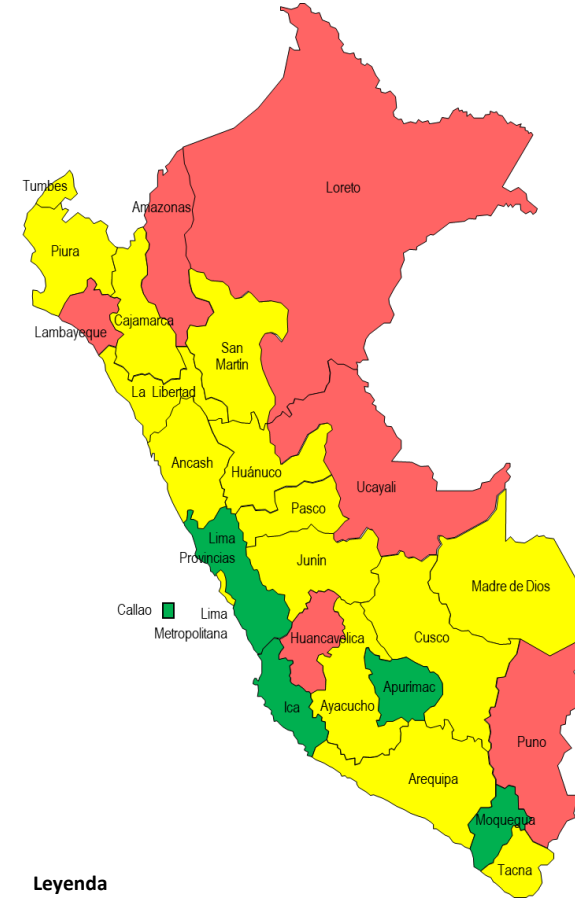 Tumbes
Loreto
Amazonas
Piura
Lambayeque
Cajamarca
San
Martin
La Libertad
Ancash
Huánuco
Ucayali
Pasco
Lima
Provincias
Junin
Madre de Dios
Callao
Lima
Metropolitana
Huancavelica
Cusco
Apurimac
Ica
Ayacucho
Puno
Arequipa
Moquegua
Tacna
Leyenda